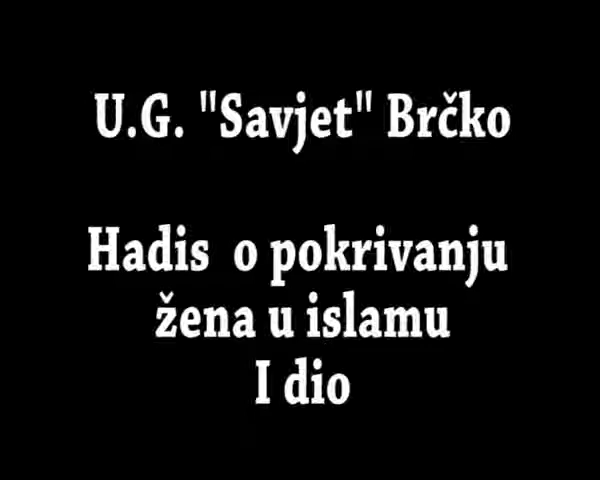 U.G. "Savjet" Brčko
Hadis o pokrivanju
žena u islamu
I dio